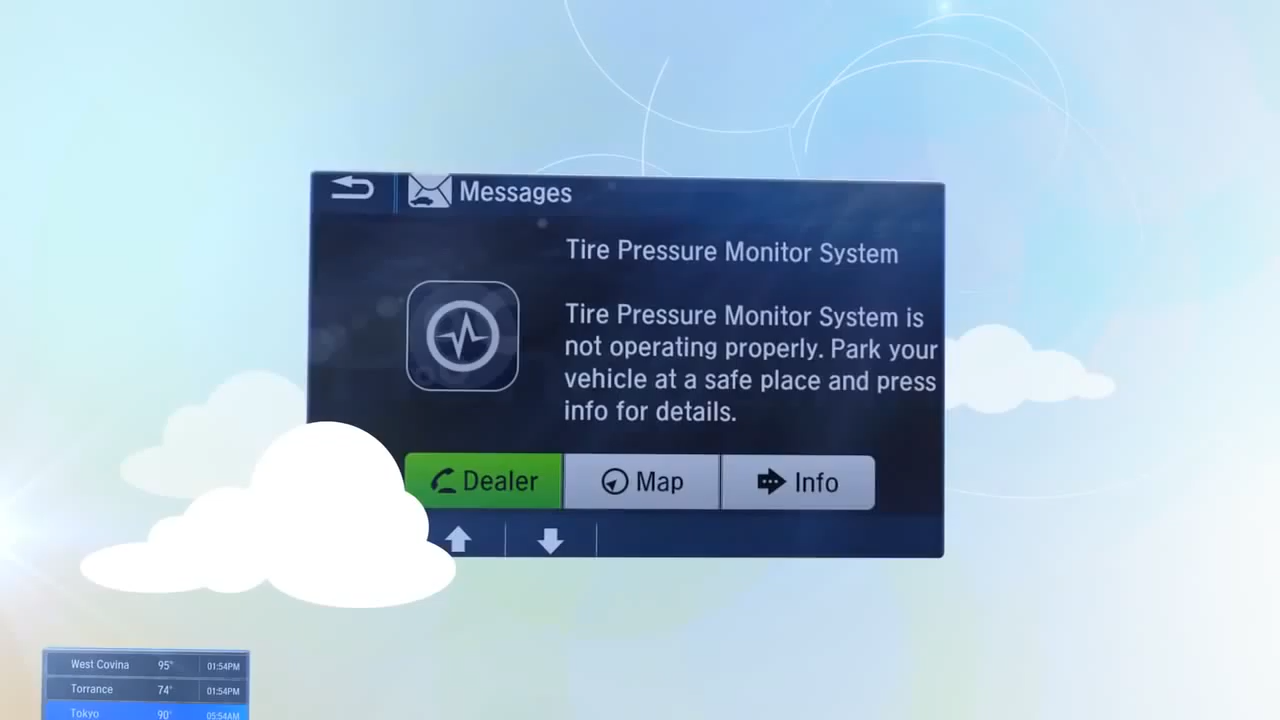 Messages
Tire Pressure Monitor System
Tire Pressure Monitor System is
not operating properly. Park your
vehicle at a safe place and press
info for details.
Dealer Map Info
West Covina 95° 01:54PM
Torrance 74° 01:54PM
Tokyo 90° 05:54AM